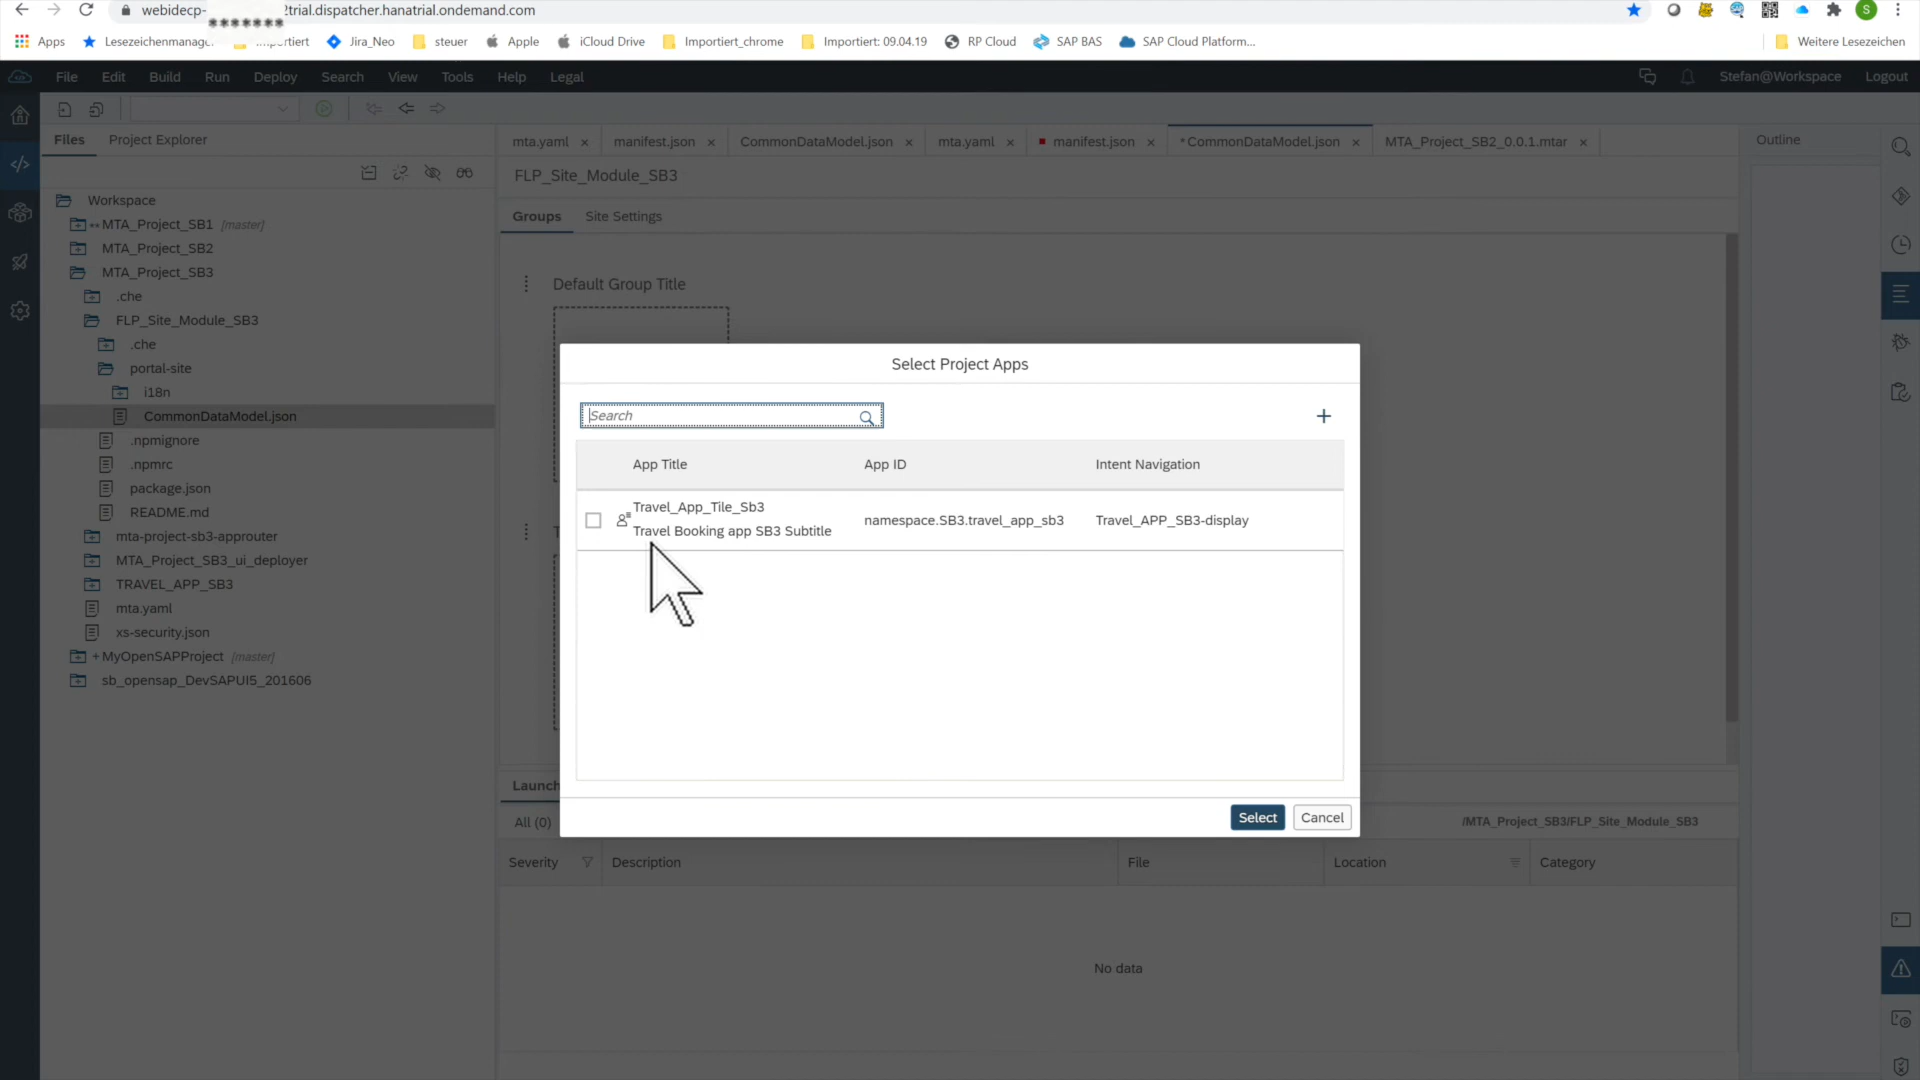 webidecp- ******* 2trial.dispatcher.hanatrial.ondemand.com
S
Apps Lesezeichenmanager Importiert Jira_Neo steuer Apple iCloud Drive Importiert_chrome Importiert: 09.04.19 RP Cloud SAP BAS SAP Cloud Platform... Weitere Lesezeichen
File Edit Build Run Deploy Search View Tools Help Legal Stefan@Workspace Logout
Files Project Explorer
mta.yaml manifest.json CommonDataModel.json mta.yaml manifest.json *CommonDataModel.json MTA_Project_SB2_0.0.1.mtar
Outline
FLP_Site_Module_SB3
Groups Site Settings
Default Group Title
Workspace
MTA_Project_SB1 [master]
MTA_Project_SB2
MTA_Project_SB3
.che
FLP_Site_Module_SB3
.che
portal-site
i18n
CommonDataModel.json
.npmignore
.npmrc
package.json
README.md
mta-project-sb3-approuter
MTA_Project_SB3_ui_deployer
TRAVEL_APP_SB3
mta.yaml
xs-security.json
+MyOpenSAPProject [master]
sb_opensap_DevSAPUI5_201606
Select Project Apps
Search
App Title App ID Intent Navigation
Travel_App_Tile_Sb3
Travel Booking app SB3 Subtitle
namespace.SB3.travel_app_sb3 Travel_APP_SB3-display
Select Cancel
Launch
All (0) /MTA_Project_SB3/FLP_Site_Module_SB3
Severity Description File Location Category
No data